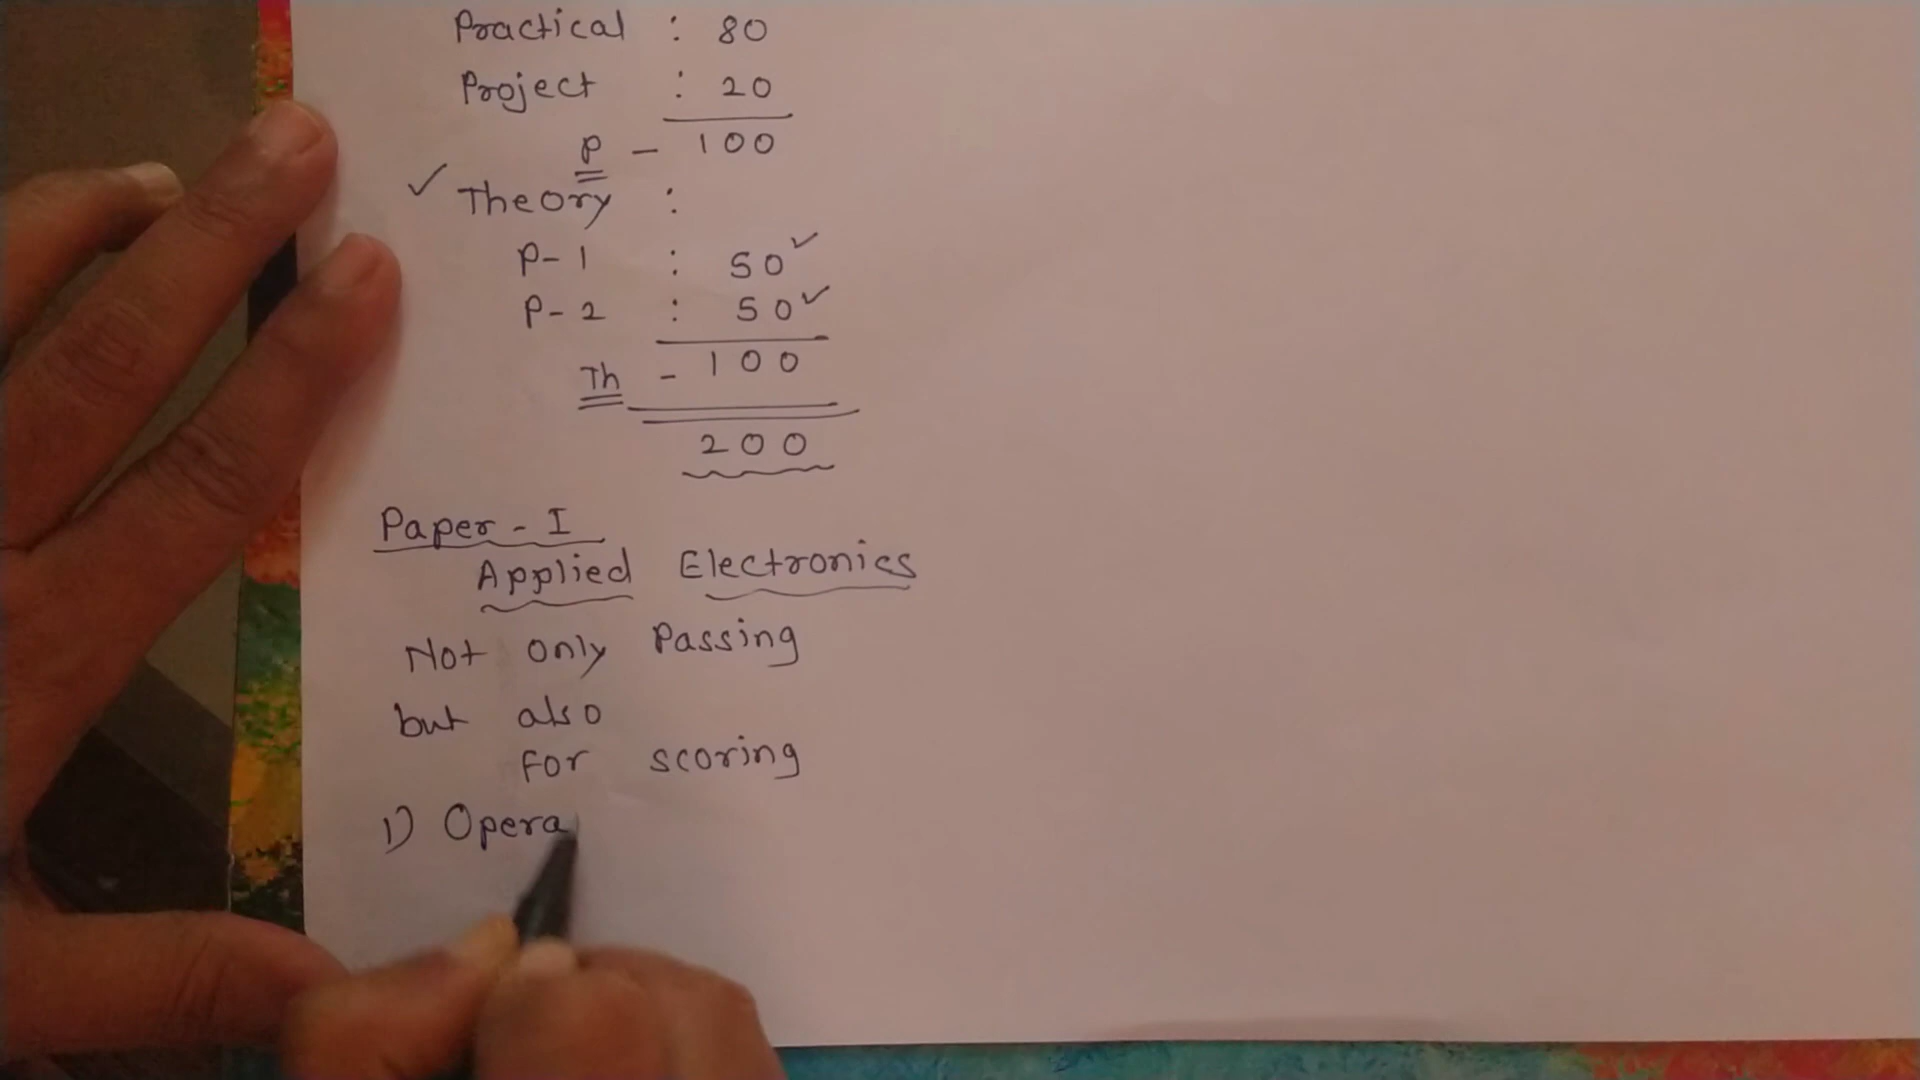 Practical : 80
Project : 20
P - 100
✓ Theory :
P-1 : 50 ✓
P-2 : 50 ✓
Th - 100
200
Paper - I
Applied Electronics
Not only Passing
but also
For scoring
1) Opera